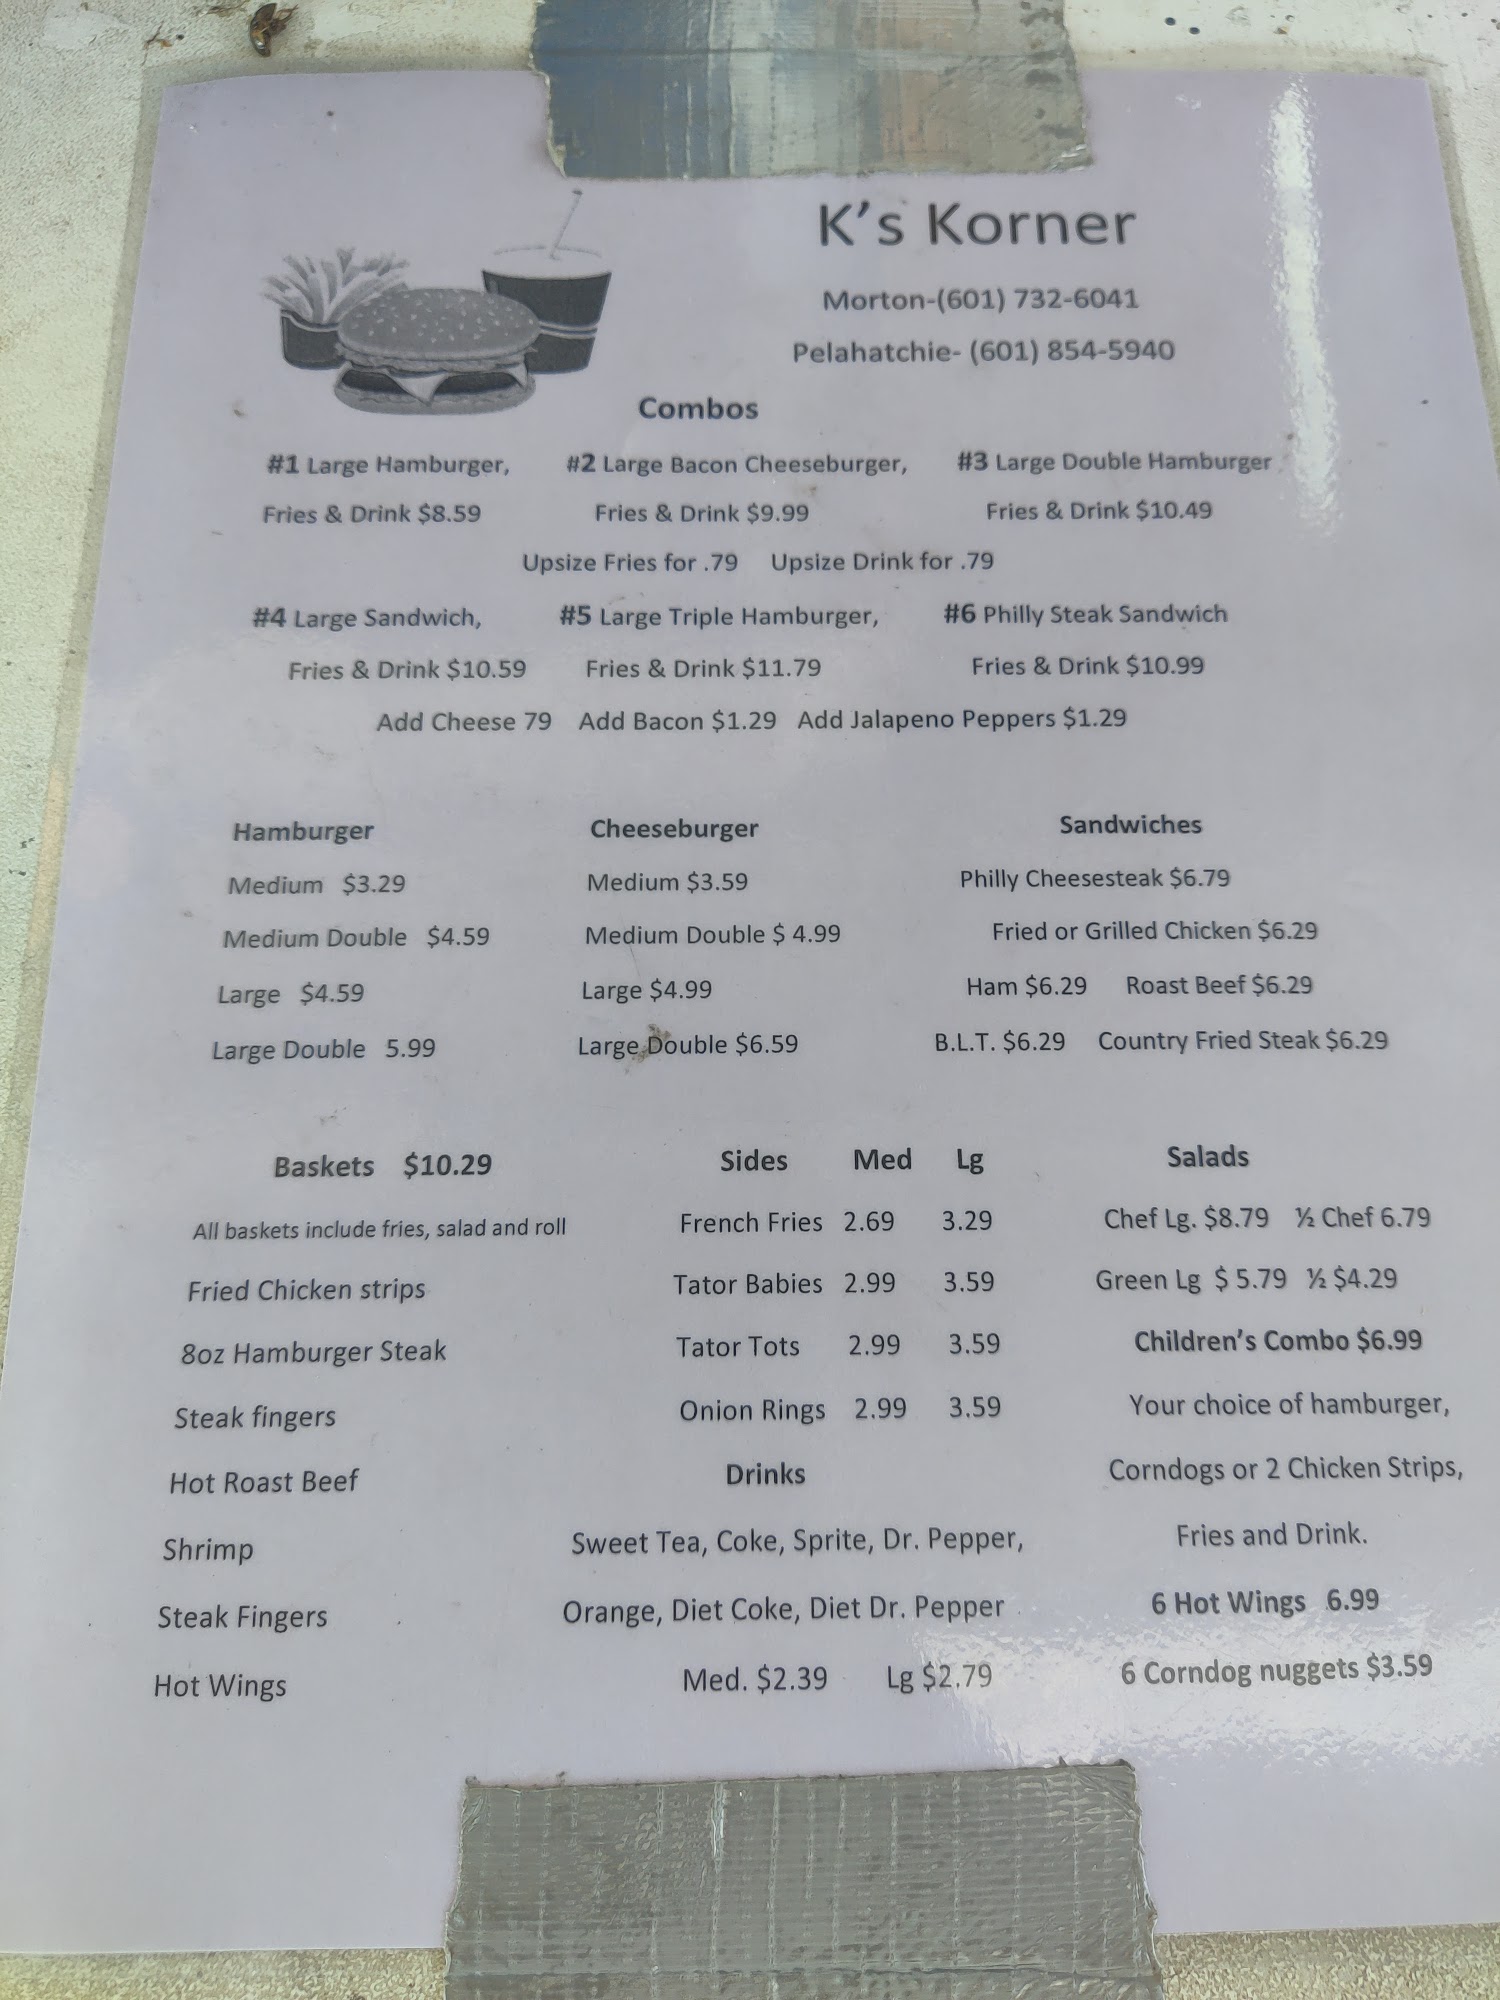 K's Korner
Morton-(601) 732-6041
Pelahatchie- (601) 854-5940
Combos
#1 Large Hamburger, #2 Large Bacon Cheeseburger, #3 Large Double Hamburger
Fries & Drink $8.59 Fries & Drink $9.99 Fries & Drink $10.49
Upsize Fries for .79 Upsize Drink for .79
#4 Large Sandwich, #5 Large Triple Hamburger, #6 Philly Steak Sandwich
Fries & Drink $10.59 Fries & Drink $11.79 Fries & Drink $10.99
Add Cheese 79 Add Bacon $1.29 Add Jalapeno Peppers $1.29
Hamburger
Medium $3.29
Medium Double $4.59
Large $4.59
Large Double 5.99
Cheeseburger
Medium $3.59
Medium Double $ 4.99
Large $4.99
Large Double $6.59
Sandwiches
Philly Cheesesteak $6.79
Fried or Grilled Chicken $6.29
Ham $6.29 Roast Beef $6.29
B.L.T. $6.29 Country Fried Steak $6.29
Baskets $10.29
All baskets include fries, salad and roll
Fried Chicken strips
8oz Hamburger Steak
Steak fingers
Hot Roast Beef
Shrimp
Steak Fingers
Hot Wings
Sides Med Lg
French Fries 2.69 3.29
Tator Babies 2.99 3.59
Tator Tots 2.99 3.59
Onion Rings 2.99 3.59
Drinks
Sweet Tea, Coke, Sprite, Dr. Pepper,
Orange, Diet Coke, Diet Dr. Pepper
Med. $2.39 Lg $2.79
Salads
Chef Lg. $8.79 ½ Chef 6.79
Green Lg $ 5.79 ½ $4.29
Children's Combo $6.99
Your choice of hamburger,
Corndogs or 2 Chicken Strips,
Fries and Drink.
6 Hot Wings 6.99
6 Corndog nuggets $3.59